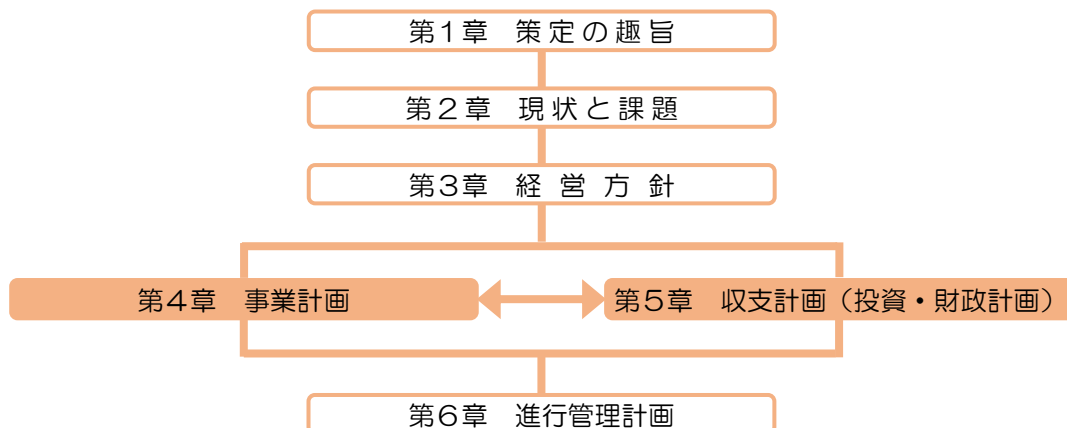 第1章　策定の趣旨
第2章　現状と課題
第3章　経営方針
第4章　事業計画
第5章　収支計画（投資・財政計画）
第6章　進行管理計画